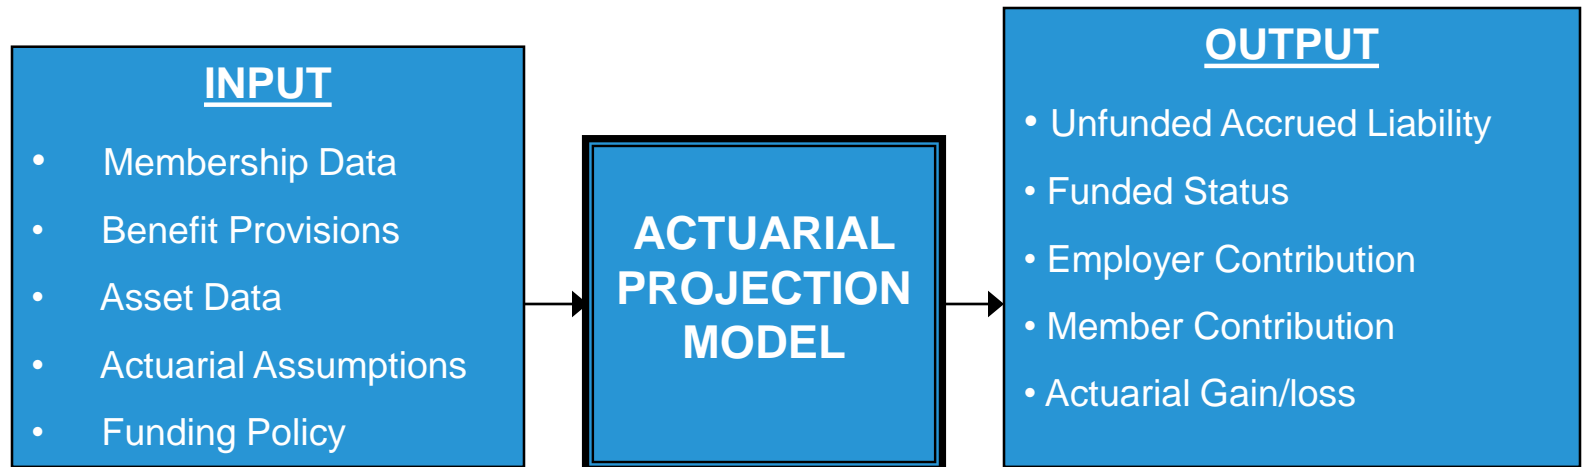 INPUT
• Membership Data
• Benefit Provisions
• Asset Data
• Actuarial Assumptions
• Funding Policy
ACTUARIAL
PROJECTION
MODEL
OUTPUT
• Unfunded Accrued Liability
• Funded Status
• Employer Contribution
• Member Contribution
• Actuarial Gain/loss